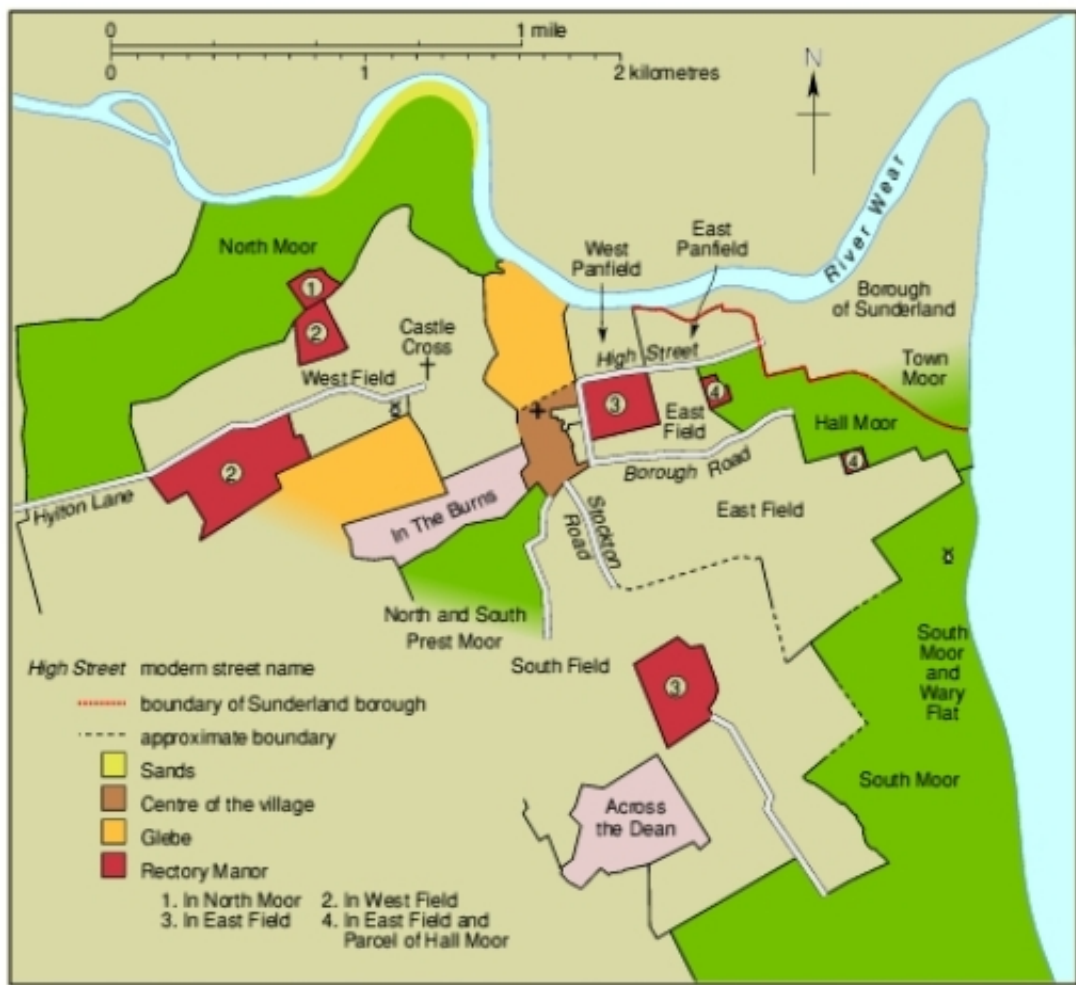 0
1 mile
0
1
2 kilometres
N
River Wear
North Moor
West
Panfield
East
Panfield
Borough
of Sunderland
1
2
Castle
Cross
High Street
Town
Moor
West Field
3
4
East
Field
Hall Moor
2
Hylton Lane
In The Burns
Borough Road
4
Stockton
Road
East Field
North and South
Prest Moor
South Field
South
Moor
and
Wary
Flat
3
South Moor
Across
the Dean
High Street modern street name
boundary of Sunderland borough
approximate boundary
Sands
Centre of the village
Glebe
Rectory Manor
1. In North Moor 2. In West Field
3. In East Field 4. In East Field and
Parcel of Hall Moor